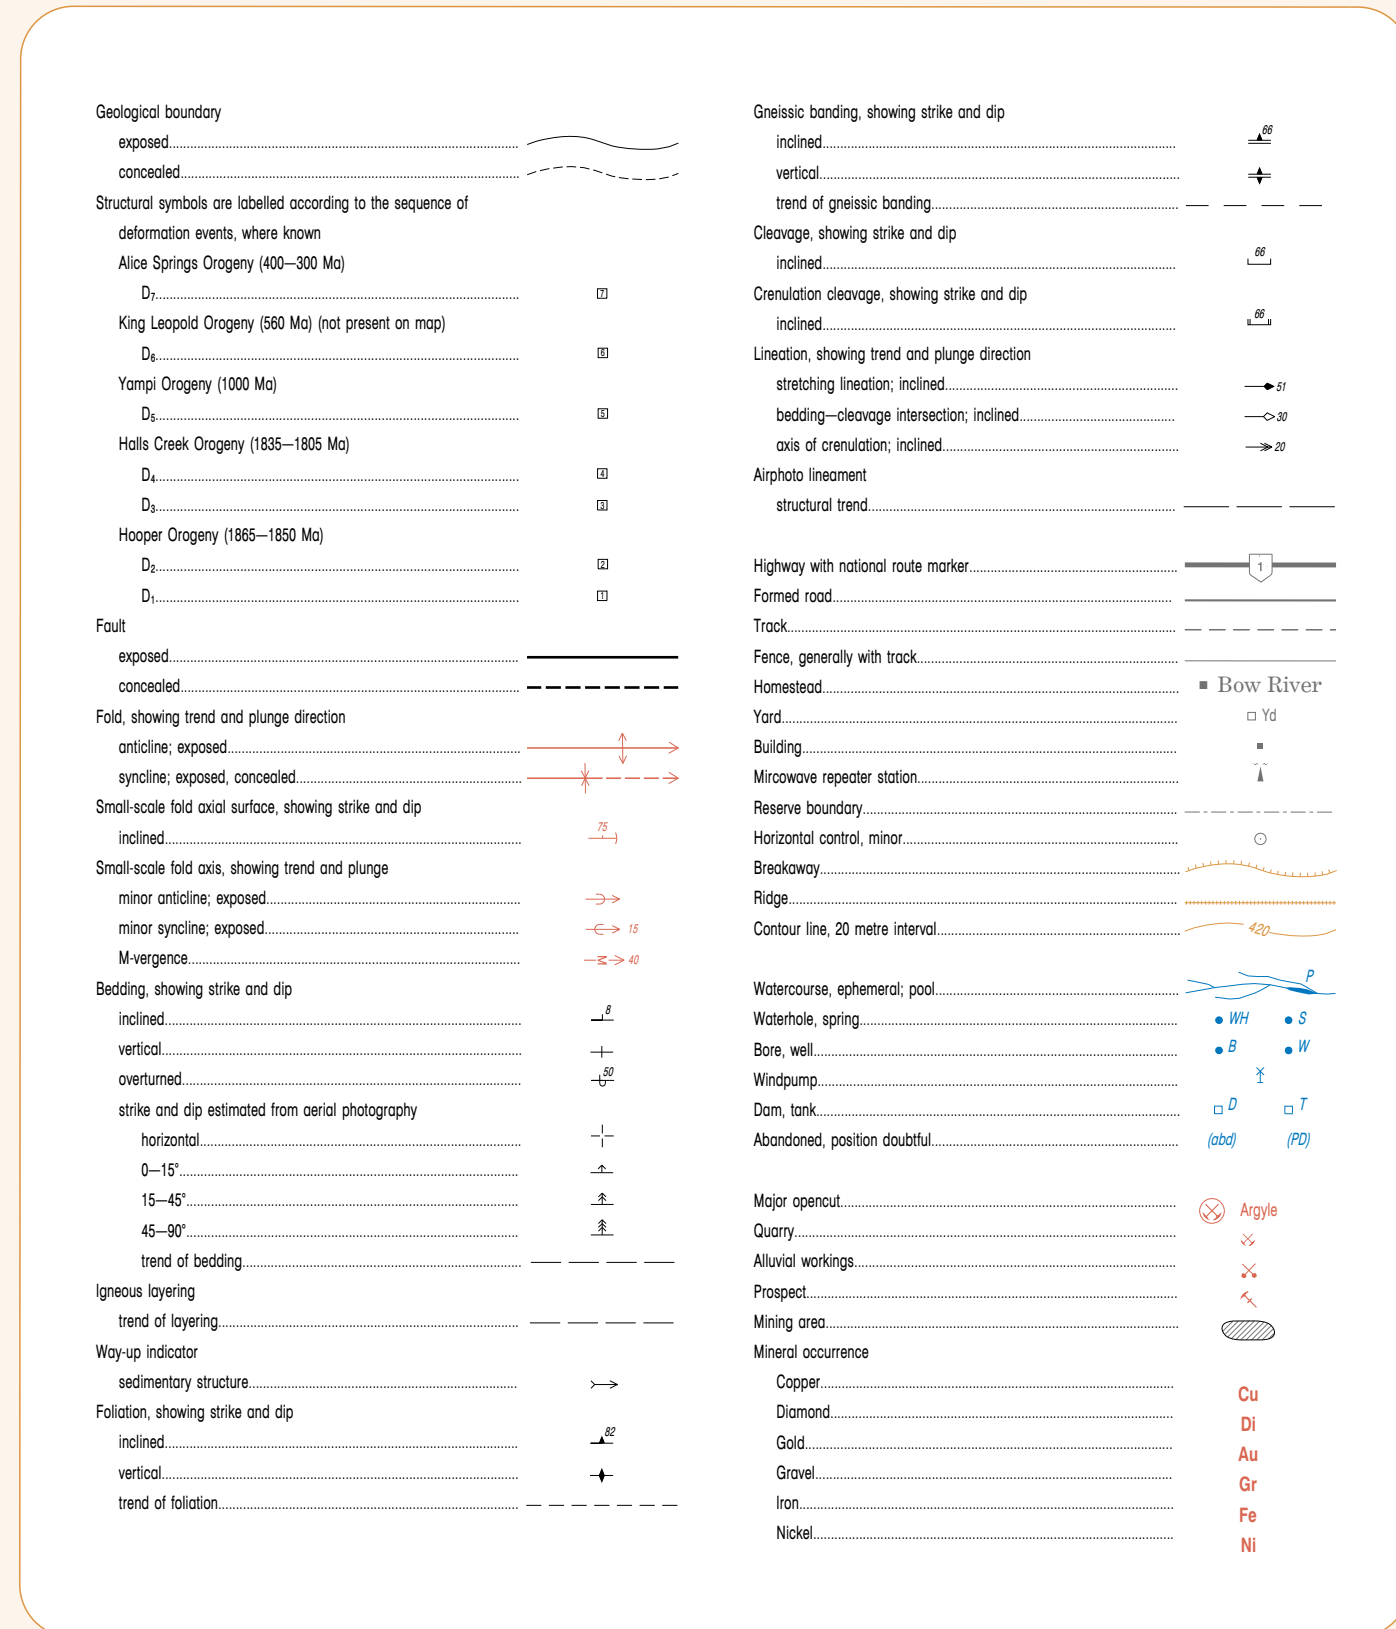 Geological boundary
exposed
concealed
Structural symbols are labelled according to the sequence of
deformation events, where known
Alice Springs Orogeny (400—300 Ma)
D₇ 7
King Leopold Orogeny (560 Ma) (not present on map)
D₆ 6
Yampi Orogeny (1000 Ma)
D₅ 5
Halls Creek Orogeny (1835—1805 Ma)
D₄ 4
D₃ 3
Hooper Orogeny (1865—1850 Ma)
D₂ 2
D₁ 1
Fault
exposed
concealed
Fold, showing trend and plunge direction
anticline; exposed
syncline; exposed, concealed
Small-scale fold axial surface, showing strike and dip
inclined 75
Small-scale fold axis, showing trend and plunge
minor anticline; exposed
minor syncline; exposed 15
M-vergence M 40
Bedding, showing strike and dip
inclined 8
vertical
overturned 50
strike and dip estimated from aerial photography
horizontal
0—15°
15—45°
45—90°
trend of bedding
Igneous layering
trend of layering
Way-up indicator
sedimentary structure
Foliation, showing strike and dip
inclined 82
vertical
trend of foliation
Gneissic banding, showing strike and dip
inclined 66
vertical
trend of gneissic banding
Cleavage, showing strike and dip
inclined 66
Crenulation cleavage, showing strike and dip
inclined 66
Lineation, showing trend and plunge direction
stretching lineation; inclined 51
bedding—cleavage intersection; inclined 30
axis of crenulation; inclined 20
Airphoto lineament
structural trend
Highway with national route marker 1
Formed road
Track
Fence, generally with track
Homestead Bow River
Yard Yd
Building
Mircowave repeater station
Reserve boundary
Horizontal control, minor
Breakaway
Ridge
Contour line, 20 metre interval 420
Watercourse, ephemeral; pool P
Waterhole, spring WH S
Bore, well B W
Windpump
Dam, tank D T
Abandoned, position doubtful (abd) (PD)
Major opencut Argyle
Quarry
Alluvial workings
Prospect
Mining area
Mineral occurrence
Copper Cu
Diamond Di
Gold Au
Gravel Gr
Iron Fe
Nickel Ni